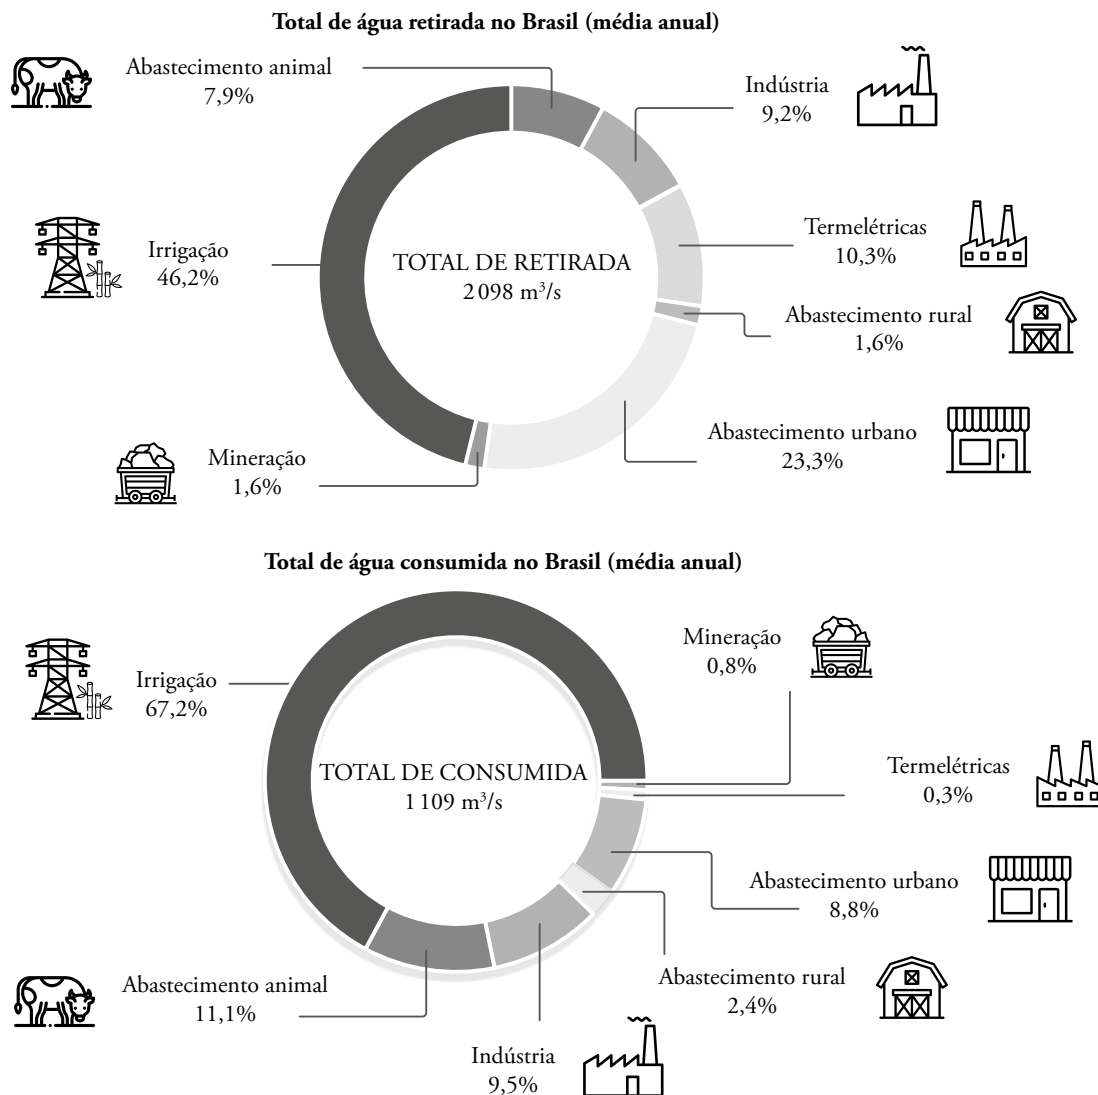 Total de água retirada no Brasil (média anual)
Abastecimento animal
7,9%
Indústria
9,2%
Termelétricas
10,3%
Irrigação
46,2%
TOTAL DE RETIRADA
2 098 m³/s
Abastecimento rural
1,6%
Abastecimento urbano
23,3%
Mineração
1,6%
Total de água consumida no Brasil (média anual)
Mineração
0,8%
Irrigação
67,2%
TOTAL DE CONSUMIDA
1 109 m³/s
Termelétricas
0,3%
Abastecimento urbano
8,8%
Abastecimento rural
2,4%
Abastecimento animal
11,1%
Indústria
9,5%